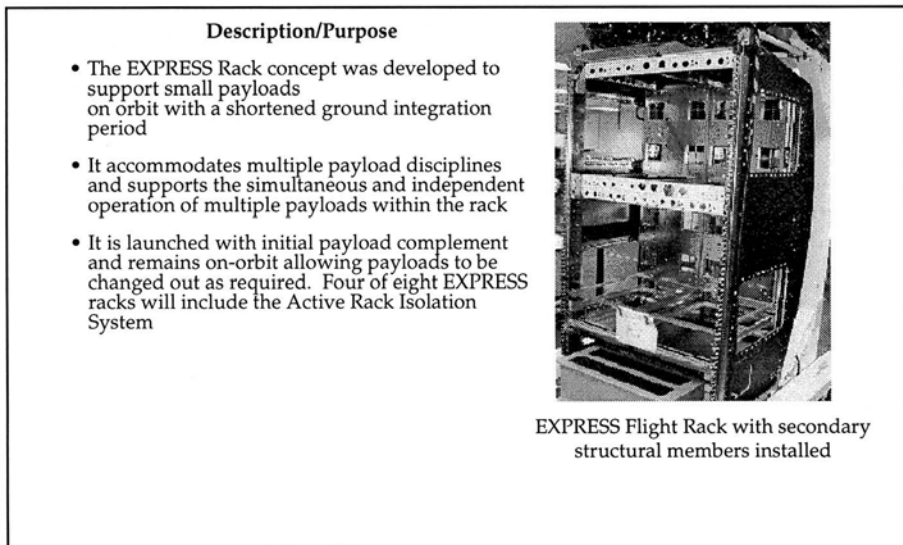 Description/Purpose
• The EXPRESS Rack concept was developed to
support small payloads
on orbit with a shortened ground integration
period
• It accommodates multiple payload disciplines
and supports the simultaneous and independent
operation of multiple payloads within the rack
• It is launched with initial payload complement
and remains on-orbit allowing payloads to be
changed out as required. Four of eight EXPRESS
racks will include the Active Rack Isolation
System
EXPRESS Flight Rack with secondary
structural members installed